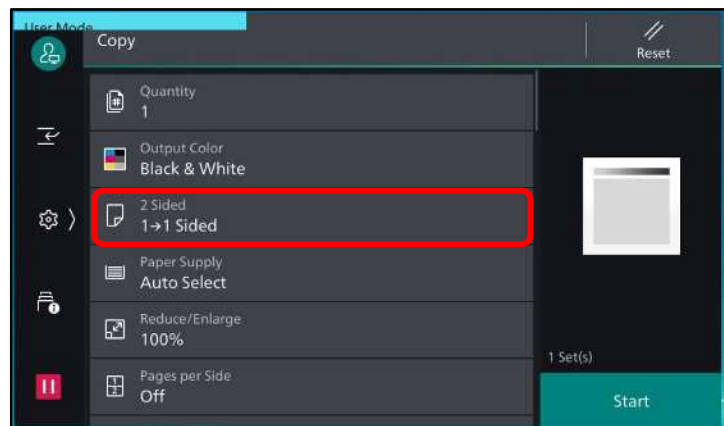 User Mode
Copy
Reset
Quantity
1
Output Color
Black & White
2 Sided
1→1 Sided
Paper Supply
Auto Select
Reduce/Enlarge
100%
Pages per Side
Off
1 Set(s)
Start